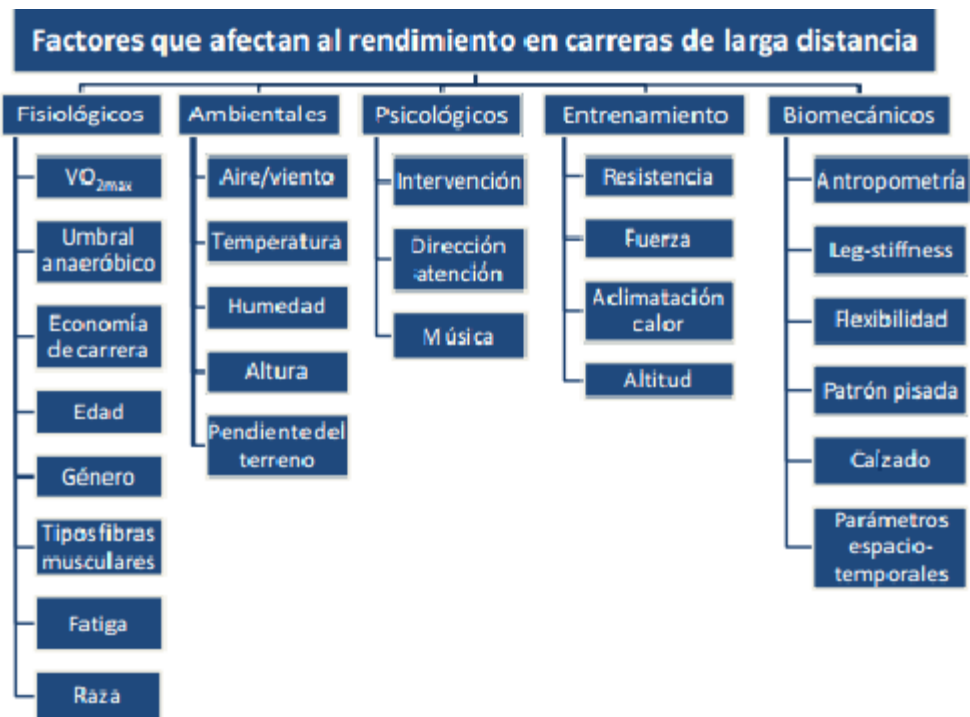 Factores que afectan al rendimiento en carreras de larga distancia
Fisiológicos
VO2max
Umbral
anaeróbico
Economía
de carrera
Edad
Género
Tipos fibras
musculares
Fatiga
Raza
Ambientales
Aire/viento
Temperatura
Humedad
Altura
Pendiente del
terreno
Psicológicos
Intervención
Dirección
atención
Música
Entrenamiento
Resistencia
Fuerza
Aclimatación
calor
Altitud
Biomecánicos
Antropometría
Leg-stiffness
Flexibilidad
Patrón pisada
Calzado
Parámetros
espacio-
temporales